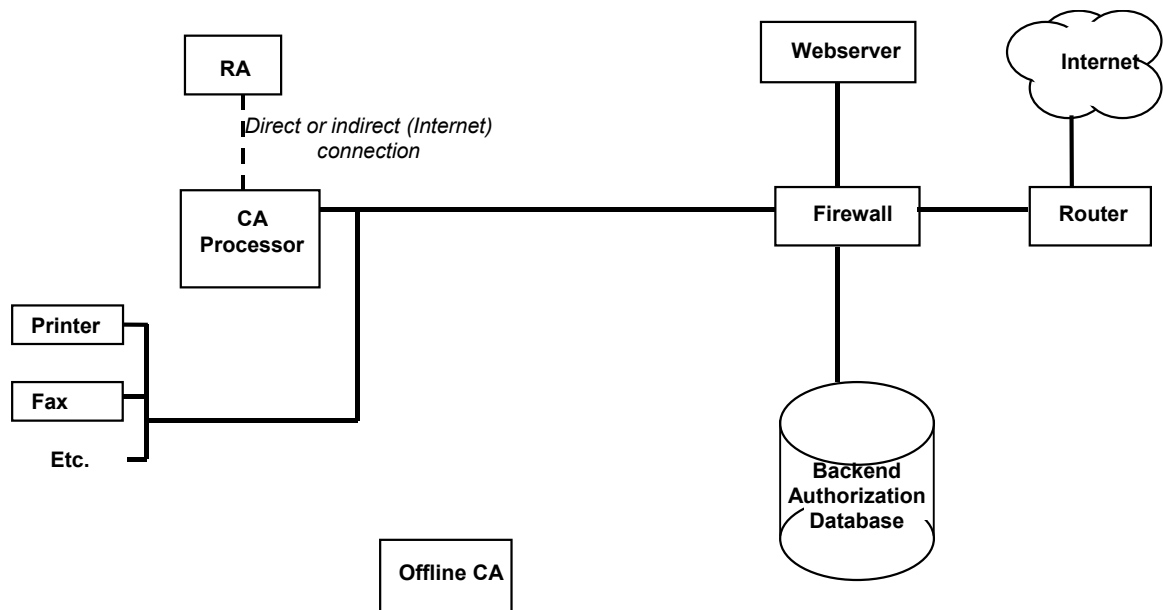 RA
Webserver
Internet
Direct or indirect (Internet)
connection
CA
Processor
Firewall
Router
Printer
Fax
Etc.
Backend
Authorization
Database
Offline CA